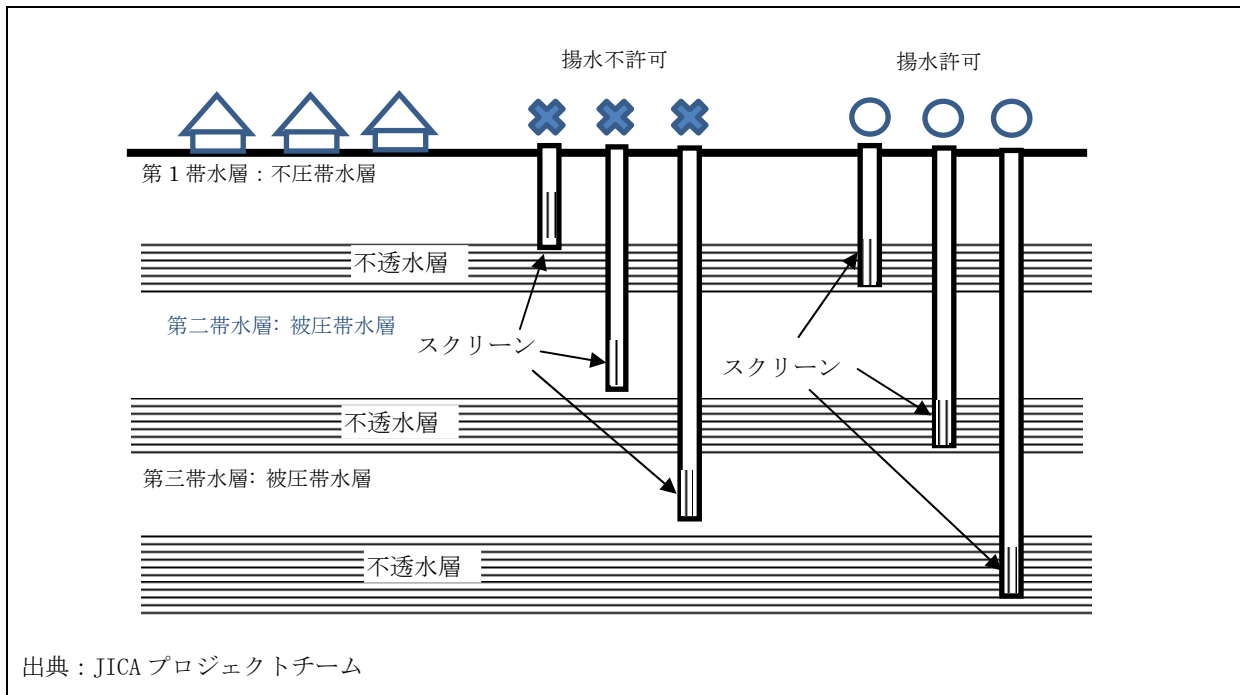 揚水不許可
揚水許可
第1帯水層：不圧帯水層
不透水層
第二帯水層: 被圧帯水層
スクリーン
スクリーン
不透水層
第三帯水層: 被圧帯水層
不透水層
出典：JICA プロジェクトチーム